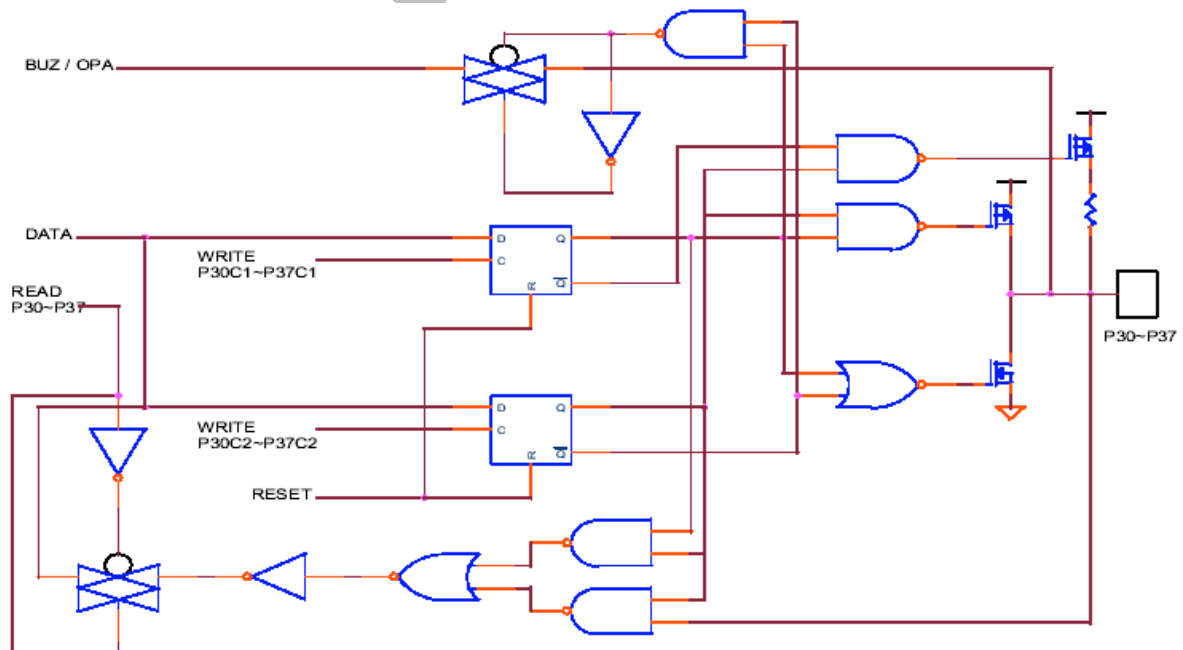 BUZ / OPA
DATA
WRITE
P30C1~P37C1
READ
P30~P37
D
Q
C
Q
R
P30~P37
WRITE
P30C2~P37C2
D
Q
C
Q
R
RESET